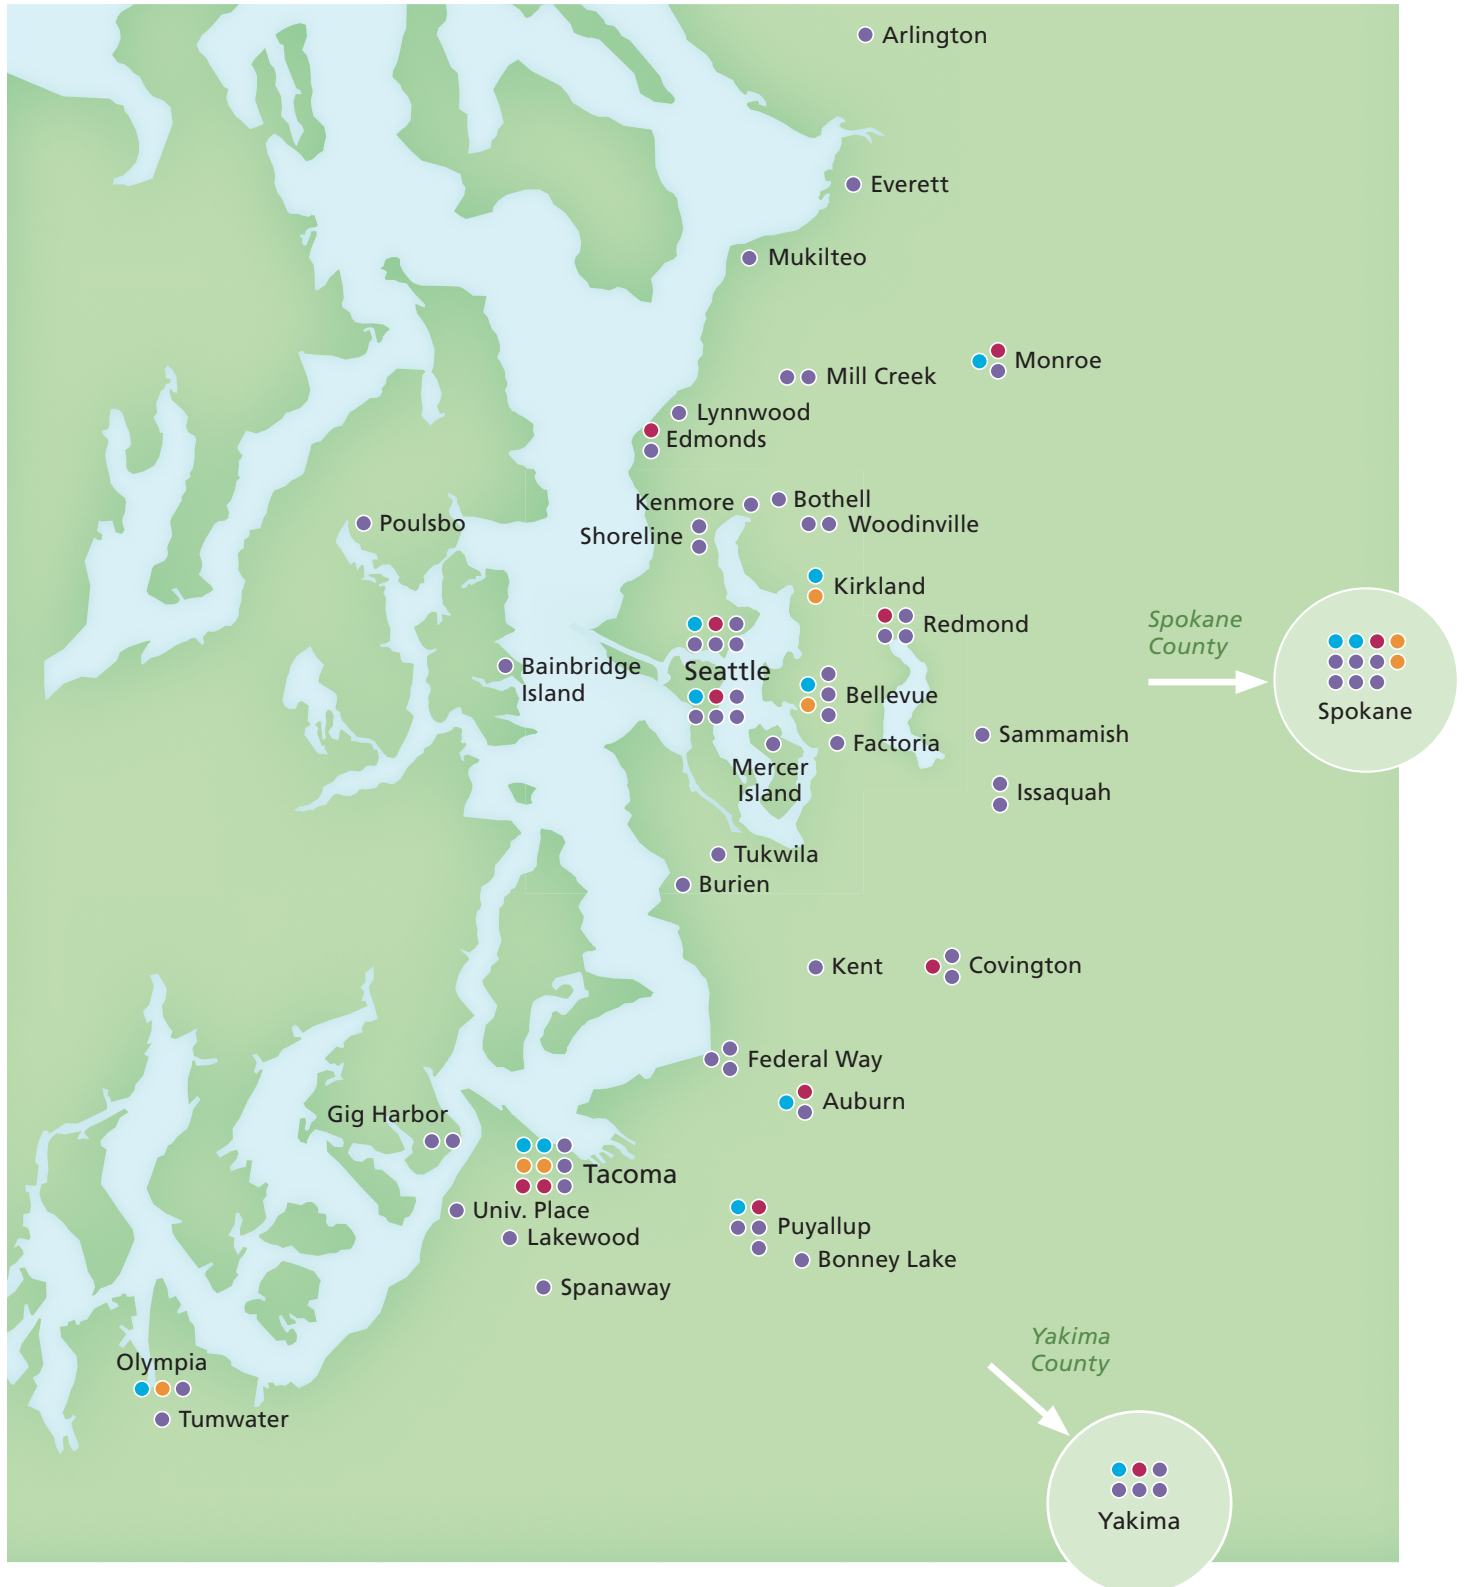 Arlington
Everett
Mukilteo
Monroe
Mill Creek
Lynnwood
Edmonds
Kenmore
Bothell
Poulsbo
Woodinville
Shoreline
Kirkland
Redmond
Spokane
County
Bainbridge
Island
Seattle
Bellevue
Spokane
Sammamish
Factoria
Mercer
Island
Issaquah
Tukwila
Burien
Kent
Covington
Federal Way
Auburn
Gig Harbor
Tacoma
Univ. Place
Puyallup
Lakewood
Bonney Lake
Spanaway
Yakima
County
Olympia
Tumwater
Yakima